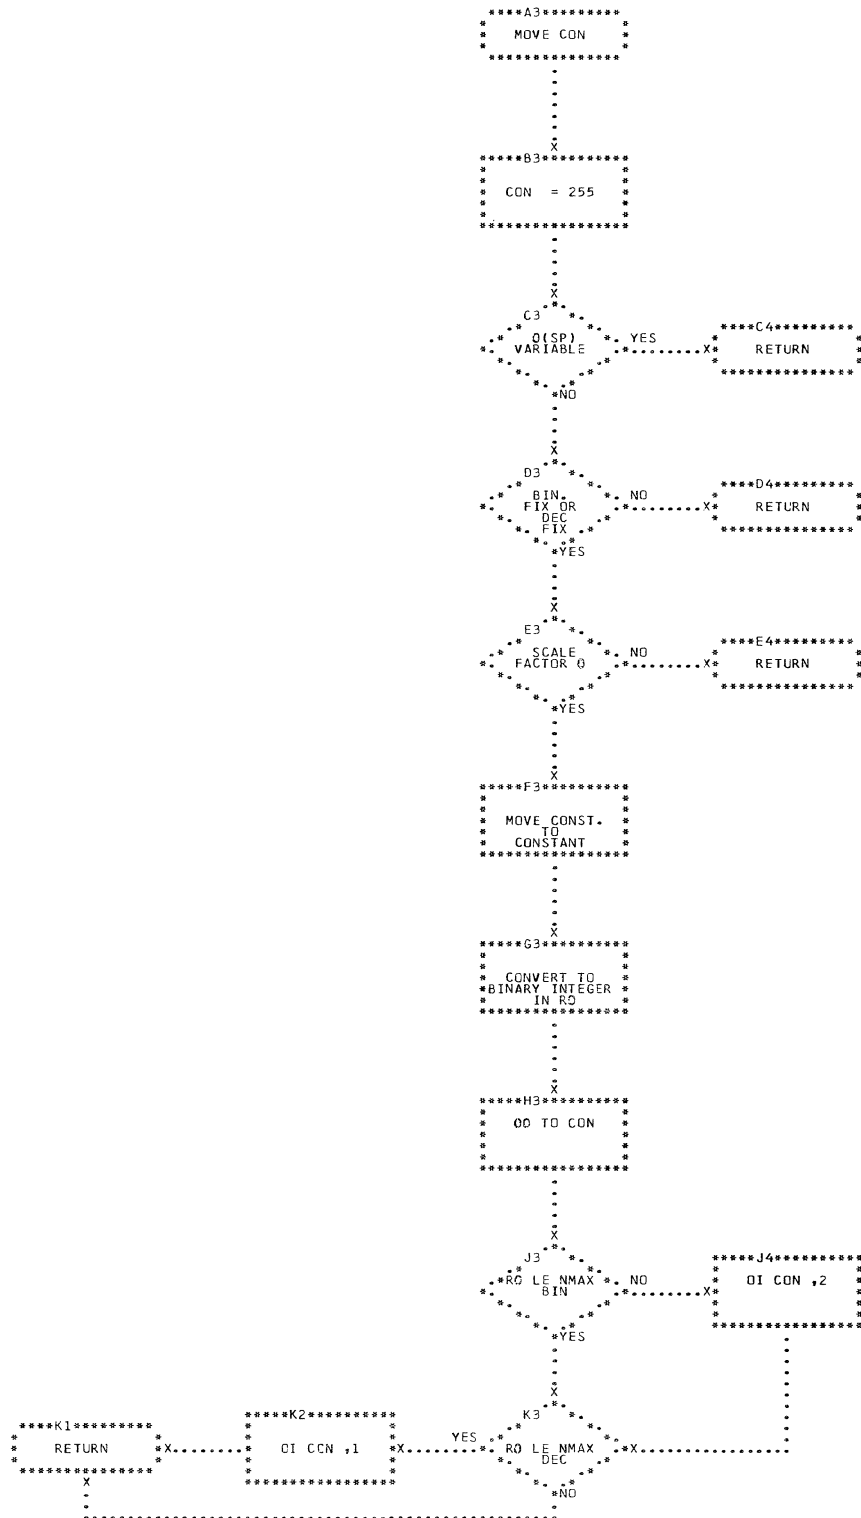 A3
MOVE CON
B3
CON = 255
C3
0(SP)
VARIABLE
YES
NO
C4
RETURN
D3
BIN.
FIX OR
DEC
FIX
NO
YES
D4
RETURN
E3
SCALE
FACTOR 0
NO
YES
E4
RETURN
F3
MOVE CONST.
TO
CONSTANT
G3
CONVERT TO
BINARY INTEGER
IN R0
H3
00 TO CON
J3
R0 LE NMAX
BIN
NO
YES
J4
OI CON ,2
K1
RETURN
K2
OI CON ,1
YES
K3
R0 LE NMAX
DEC
NO